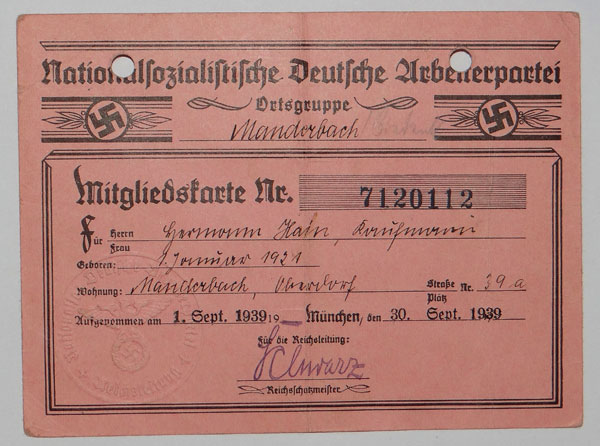 Nationalsozialistische Deutsche Arbeiterpartei
Ortsgruppe
Manderbach
Mitgliedskarte Nr. 7120112
Für Herrn Frau Hermann Hain, Kaufmann
Geboren: 1. Januar 1921
Wohnung: Manderbach, Oberdorf Straße Platz Nr. 39a
Aufgenommen am 1. Sept. 1939 19 München, den 30. Sept. 1939
Für die Reichsleitung:
Schwarz
Reichsschatzmeister